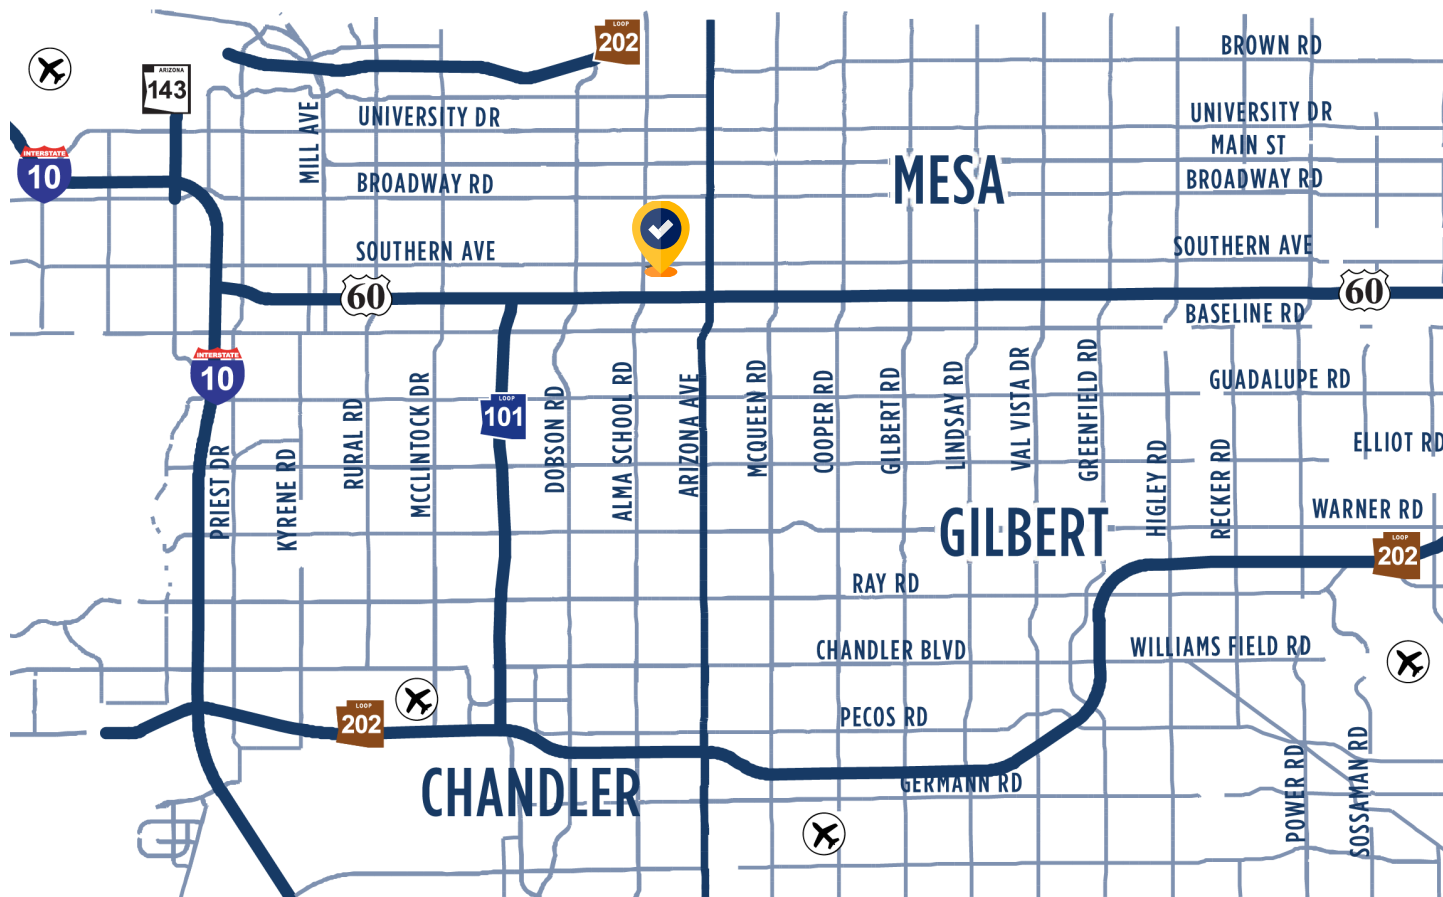 LOOP
202
BROWN RD
ARIZONA
143
MILL AVE
UNIVERSITY DR
UNIVERSITY DR
MAIN ST
INTERSTATE
10
BROADWAY RD
MESA
BROADWAY RD
SOUTHERN AVE
SOUTHERN AVE
60
60
BASELINE RD
INTERSTATE
10
GUADALUPE RD
LOOP
101
PRIEST DR
KYRENE RD
RURAL RD
MCCLINTOCK DR
DOBSON RD
ALMA SCHOOL RD
ARIZONA AVE
MCQUEEN RD
COOPER RD
GILBERT RD
LINDSAY RD
VAL VISTA DR
GREENFIELD RD
HIGLEY RD
RECKER RD
ELLIOT RD
WARNER RD
GILBERT
LOOP
202
RAY RD
CHANDLER BLVD
WILLIAMS FIELD RD
LOOP
202
PECOS RD
CHANDLER
GERMANN RD
POWER RD
SOSSAMAN RD